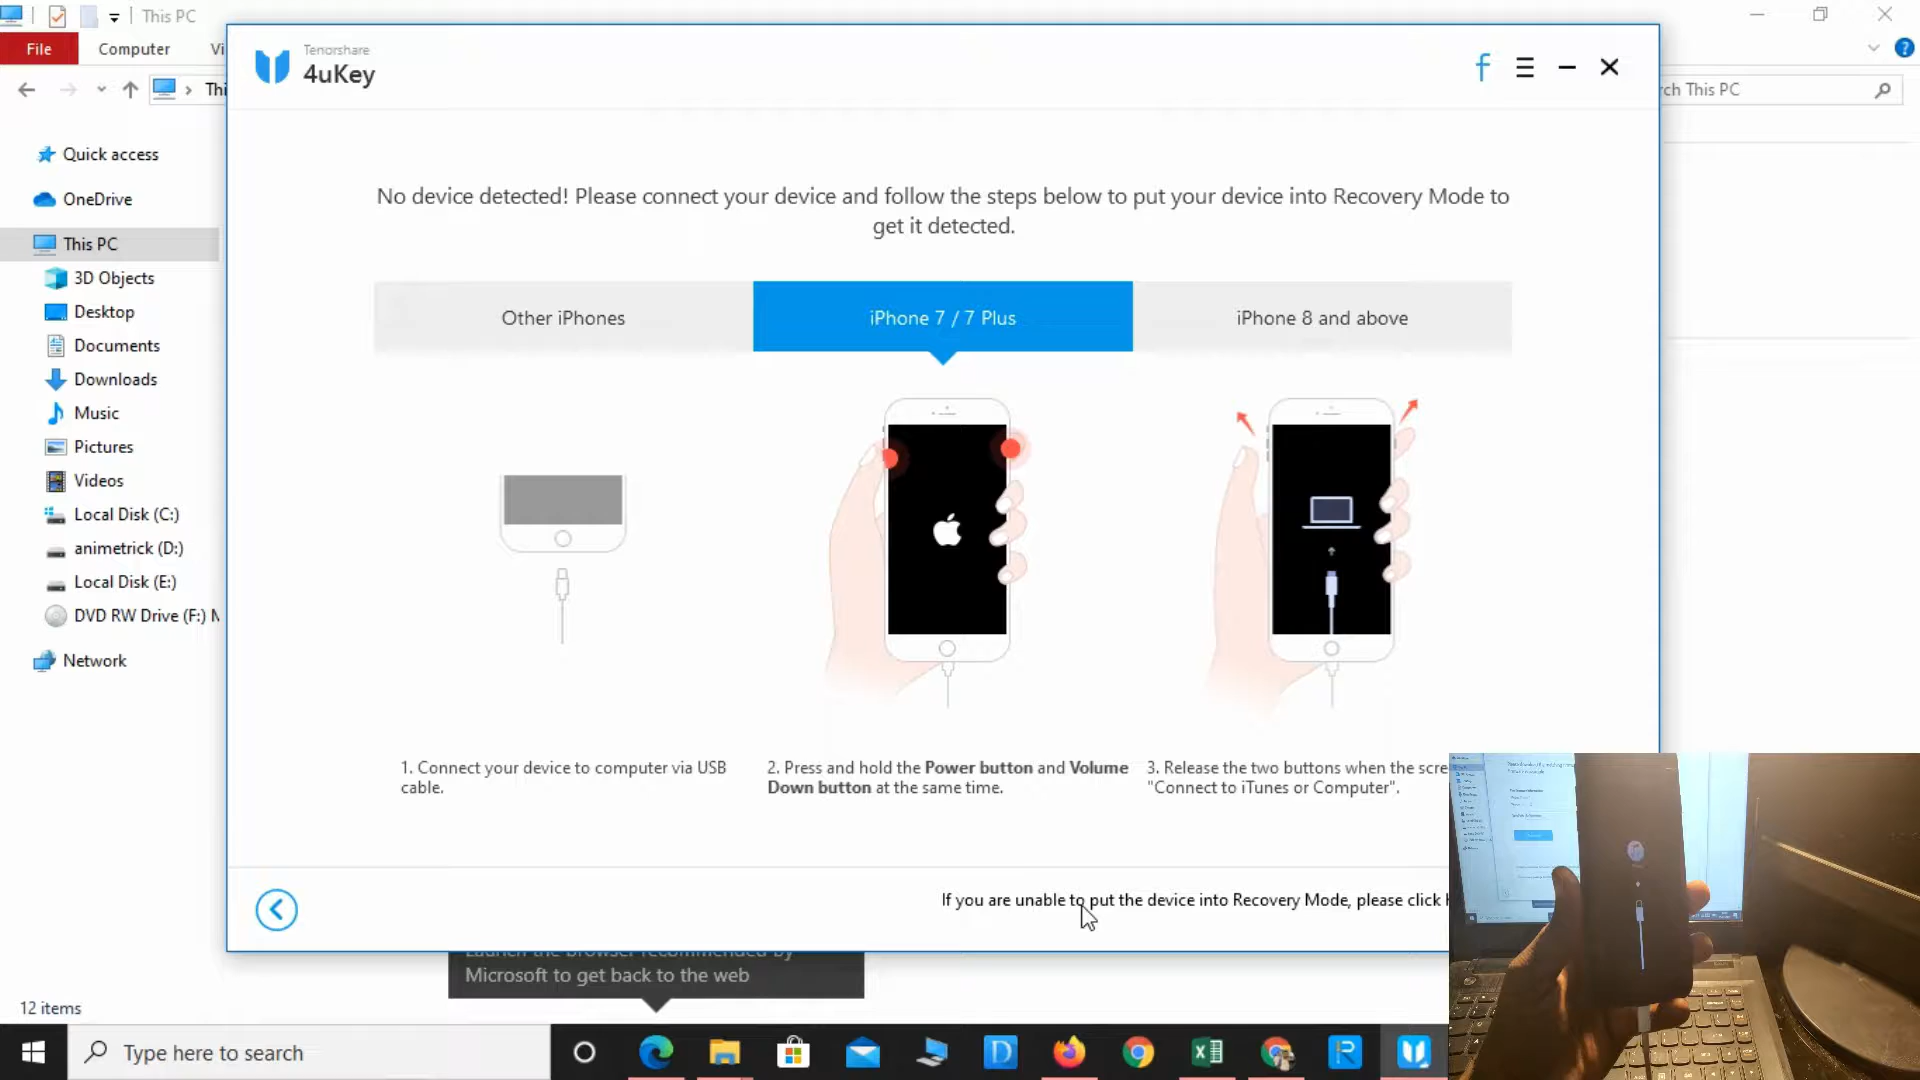 This PC
File
Computer
Vi
Thi
rch This PC
Tenorshare
4uKey
f
Quick access
OneDrive
This PC
3D Objects
Desktop
Documents
Downloads
Music
Pictures
Videos
Local Disk (C:)
animetrick (D:)
Local Disk (E:)
DVD RW Drive (F:) M
Network
No device detected! Please connect your device and follow the steps below to put your device into Recovery Mode to
get it detected.
Other iPhones
iPhone 7 / 7 Plus
iPhone 8 and above
1. Connect your device to computer via USB
cable.
2. Press and hold the Power button and Volume
Down button at the same time.
3. Release the two buttons when the scre
"Connect to iTunes or Computer".
If you are unable to put the device into Recovery Mode, please click
Launch the browser recommended by
Microsoft to get back to the web
12 items
Type here to search